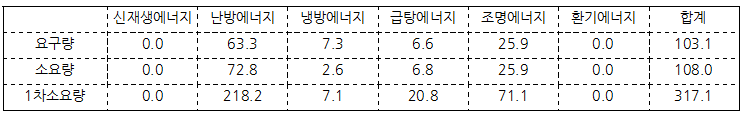 신재생에너지 난방에너지 냉방에너지 급탕에너지 조명에너지 환기에너지 합계
요구량 0.0 63.3 7.3 6.6 25.9 0.0 103.1
소요량 0.0 72.8 2.6 6.8 25.9 0.0 108.0
1차소요량 0.0 218.2 7.1 20.8 71.1 0.0 317.1